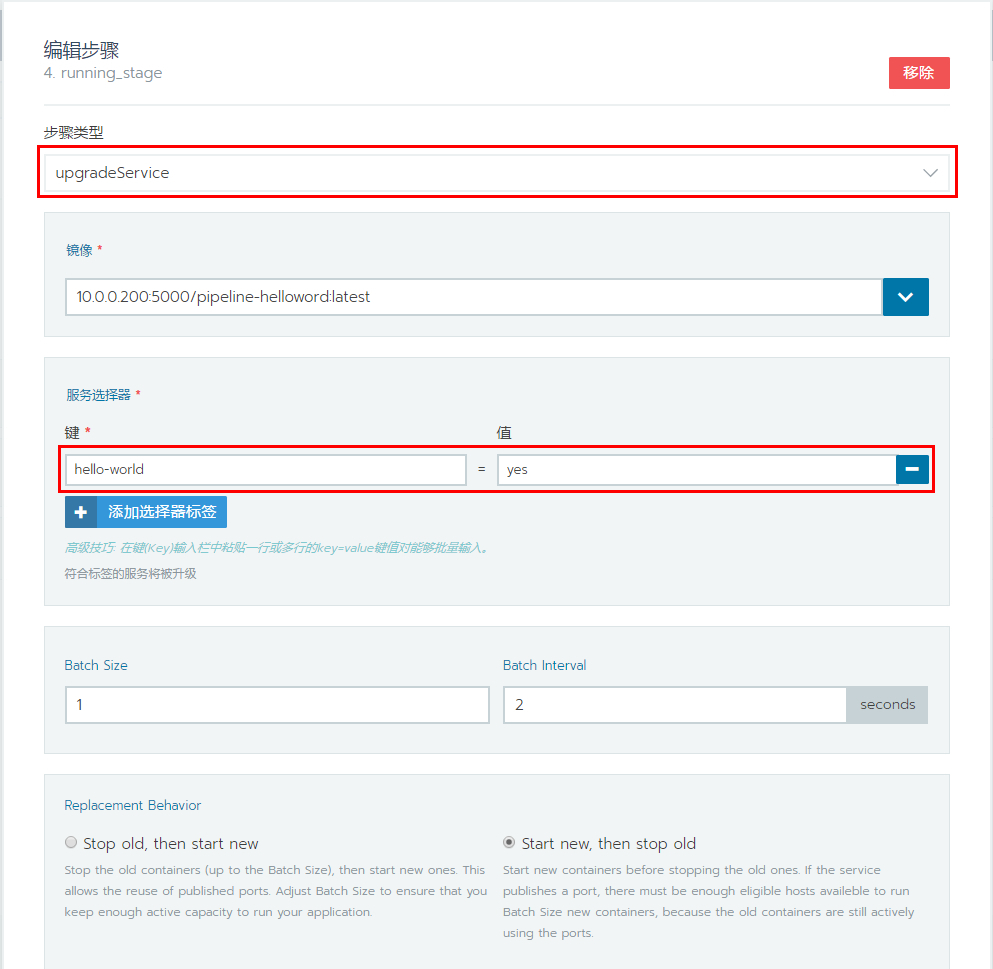 编辑步骤
4. running_stage
移除
步骤类型
upgradeService
镜像 *
10.0.0.200:5000/pipeline-helloword:latest
服务选择器 *
键 *
值
hello-world
=
yes
添加选择器标签
高级技巧: 在键(Key)输入栏中粘贴一行或多行的key=value键值对能够批量输入。
符合标签的服务将被升级
Batch Size
Batch Interval
1
2
seconds
Replacement Behavior
Stop old, then start new
Stop the old containers (up to the Batch Size), then start new ones. This
allows the reuse of published ports. Adjust Batch Size to ensure that you
keep enough active capacity to run your application.
Start new, then stop old
Start new containers before stopping the old ones. If the service
publishes a port, there must be enough eligible hosts availeble to run
Batch Size new containers, because the old containers are still actively
using the ports.